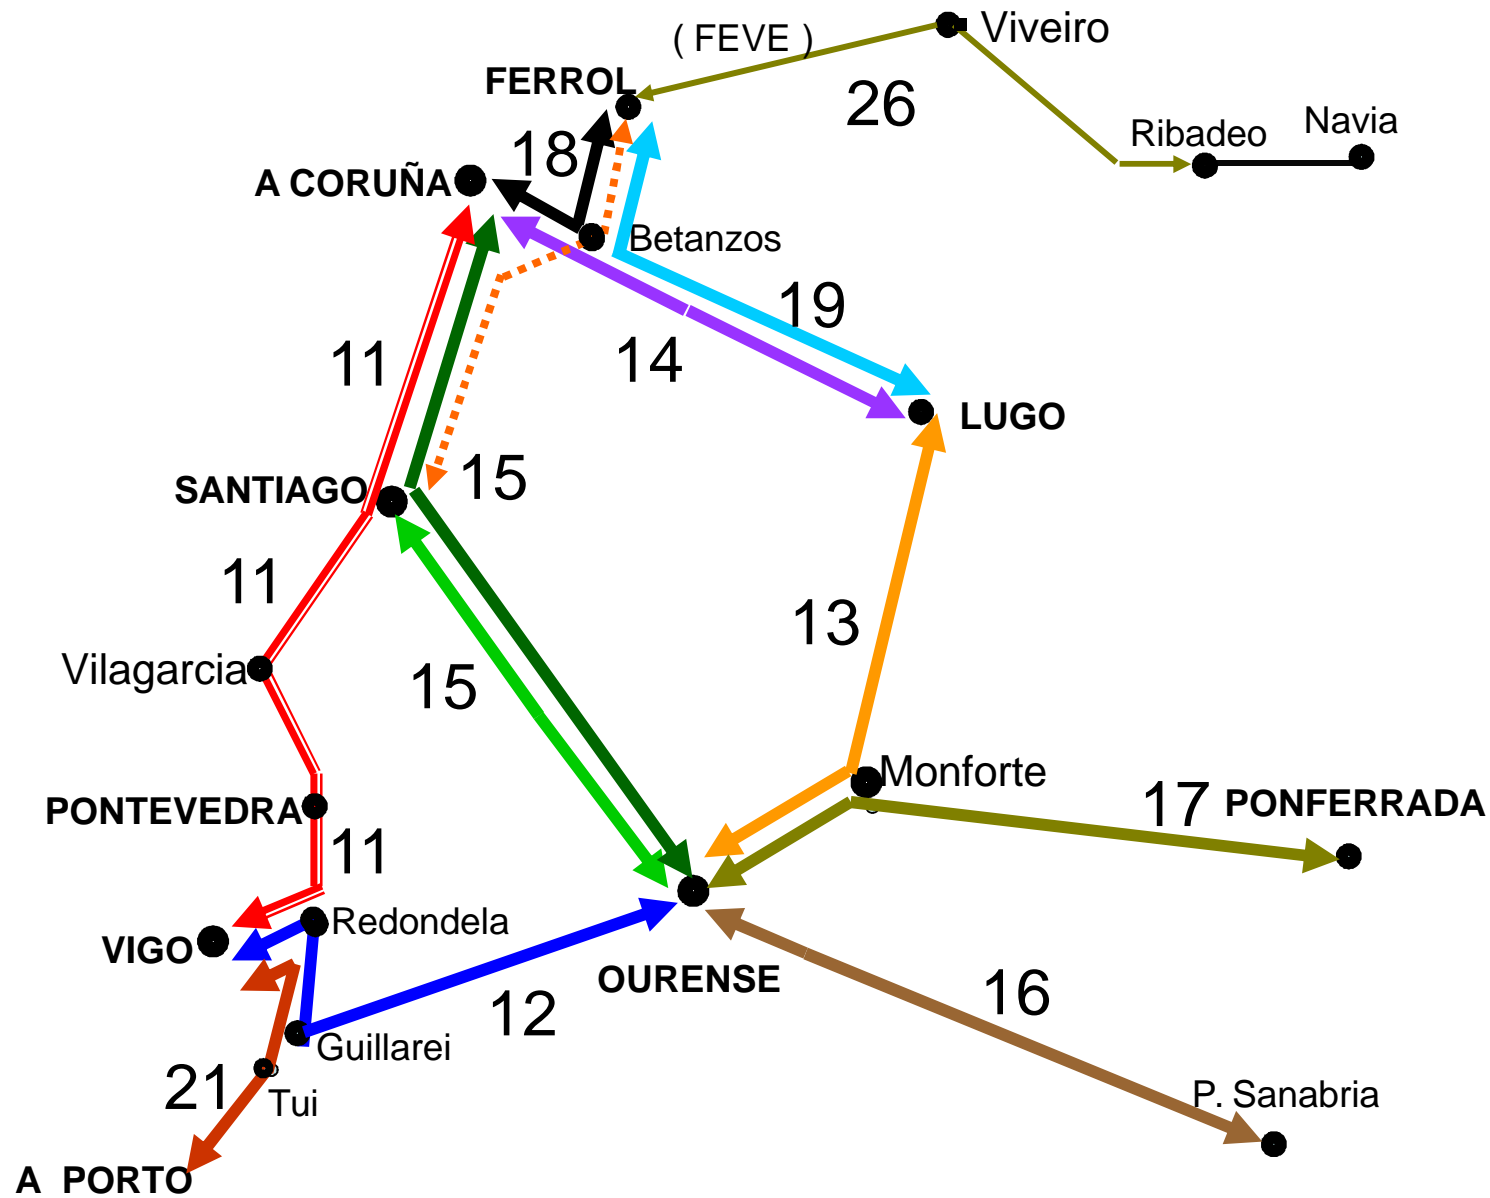 ( FEVE )
Viveiro
FERROL
26
Ribadeo
Navia
18
A CORUÑA
Betanzos
19
11
14
LUGO
15
SANTIAGO
11
13
Vilagarcia
15
Monforte
17
PONFERRADA
PONTEVEDRA
11
Redondela
VIGO
OURENSE
16
12
Guillarei
21
Tui
P. Sanabria
A PORTO